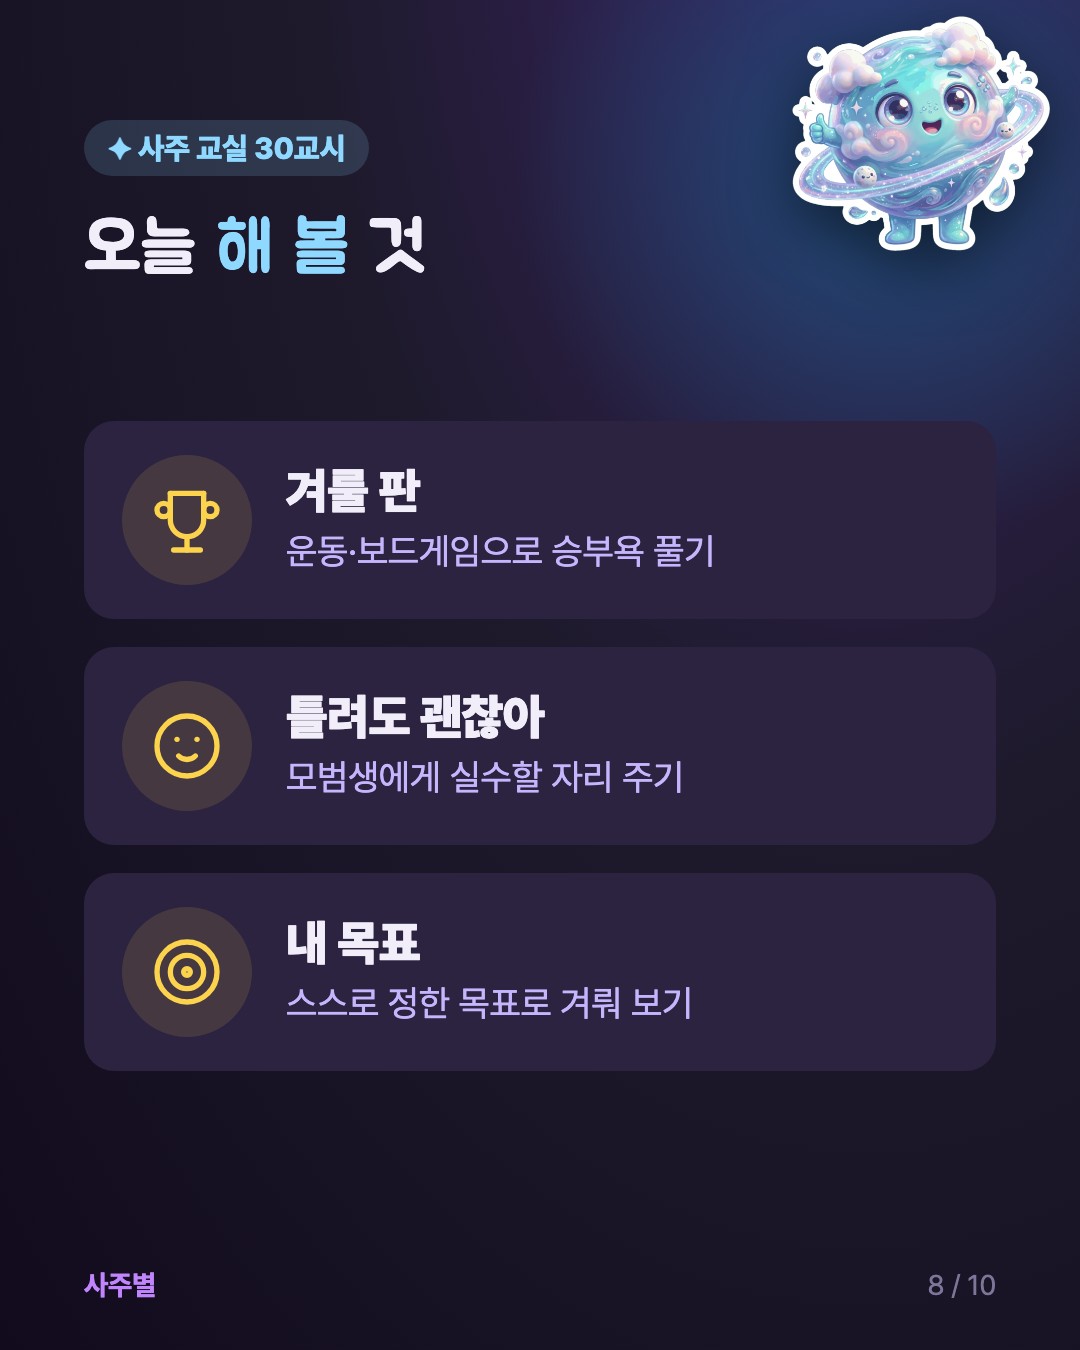 ✦ 사주 교실 30교시
오늘 해 볼 것
겨룰 판
운동·보드게임으로 승부욕 풀기
틀려도 괜찮아
모범생에게 실수할 자리 주기
내 목표
스스로 정한 목표로 겨뤄 보기
사주별
8 / 10